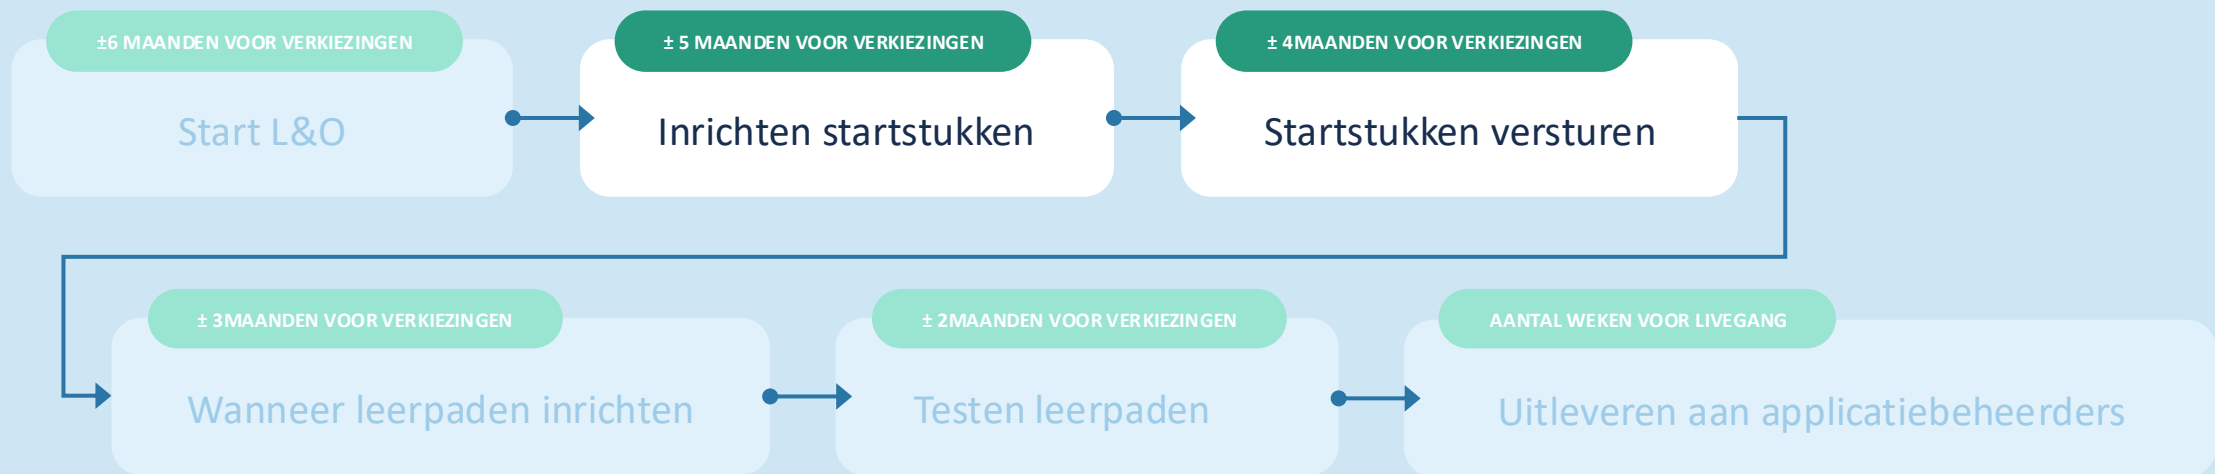 ±6 MAANDEN VOOR VERKIEZINGEN
Start L&O
± 5 MAANDEN VOOR VERKIEZINGEN
Inrichten startstukken
± 4MAANDEN VOOR VERKIEZINGEN
Startstukken versturen
± 3MAANDEN VOOR VERKIEZINGEN
Wanneer leerpaden inrichten
± 2MAANDEN VOOR VERKIEZINGEN
Testen leerpaden
AANTAL WEKEN VOOR LIVEGANG
Uitleveren aan applicatiebeheerders